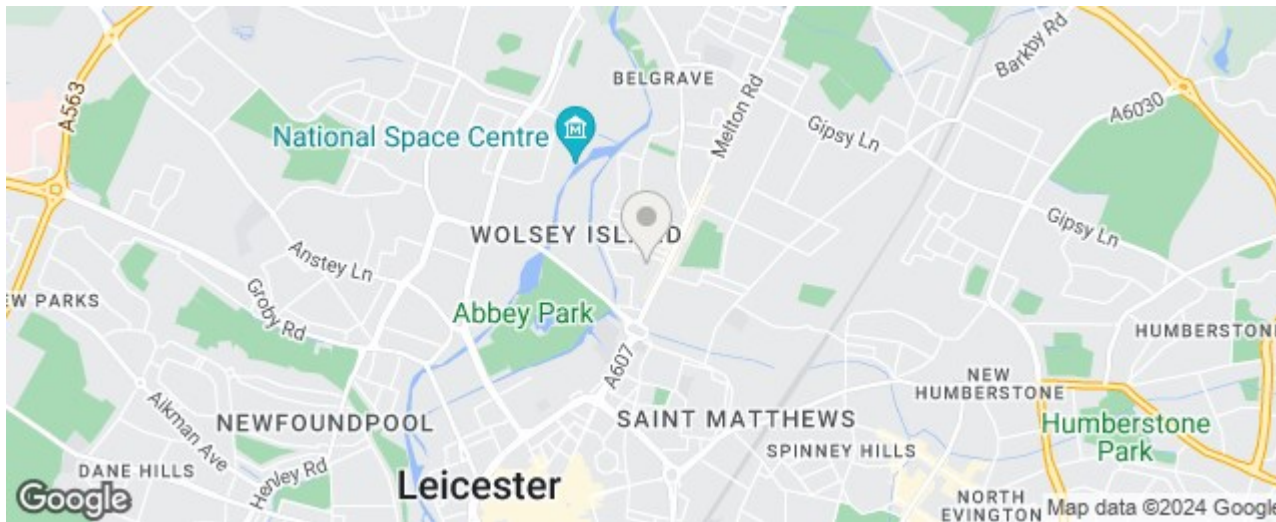 A563
BELGRAVE
Barkby Rd
A6030
Melton Rd
National Space Centre
Gipsy Ln
Gipsy Ln
WOLSEY ISLAND
Anstey Ln
Groby Rd
EW PARKS
Abbey Park
HUMBERSTONE
A607
NEW
HUMBERSTONE
Aikman Ave
NEWFOUNDPOOL
SAINT MATTHEWS
Humberstone
Park
SPINNEY HILLS
DANE HILLS
Henley Rd
Leicester
Google
NORTH
EVINGTON
Map data ©2024 Google